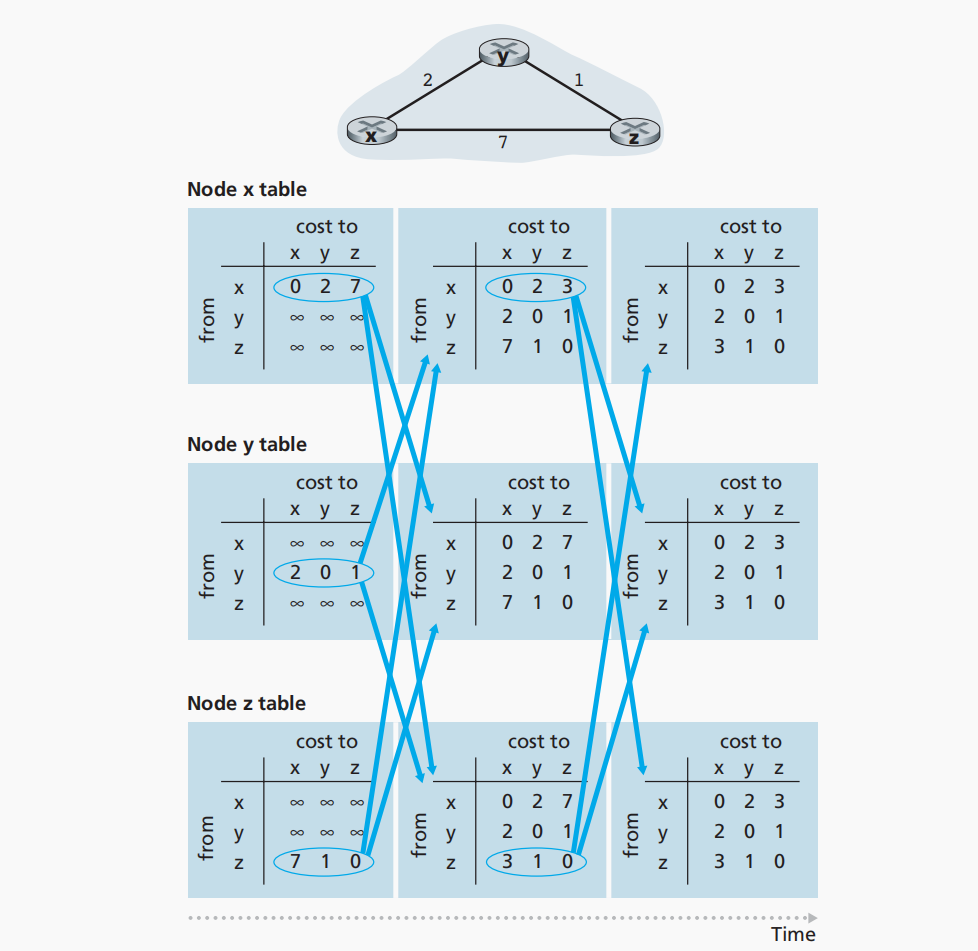 y
2 1
x z
7
Node x table
cost to cost to cost to
x y z x y z x y z
x 0 2 7 x 0 2 3 x 0 2 3
from y ∞ ∞ ∞ from y 2 0 1 from y 2 0 1
z ∞ ∞ ∞ z 7 1 0 z 3 1 0
Node y table
cost to cost to cost to
x y z x y z x y z
x ∞ ∞ ∞ x 0 2 7 x 0 2 3
from y 2 0 1 from y 2 0 1 from y 2 0 1
z ∞ ∞ ∞ z 7 1 0 z 3 1 0
Node z table
cost to cost to cost to
x y z x y z x y z
x ∞ ∞ ∞ x 0 2 7 x 0 2 3
from y ∞ ∞ ∞ from y 2 0 1 from y 2 0 1
z 7 1 0 z 3 1 0 z 3 1 0
Time